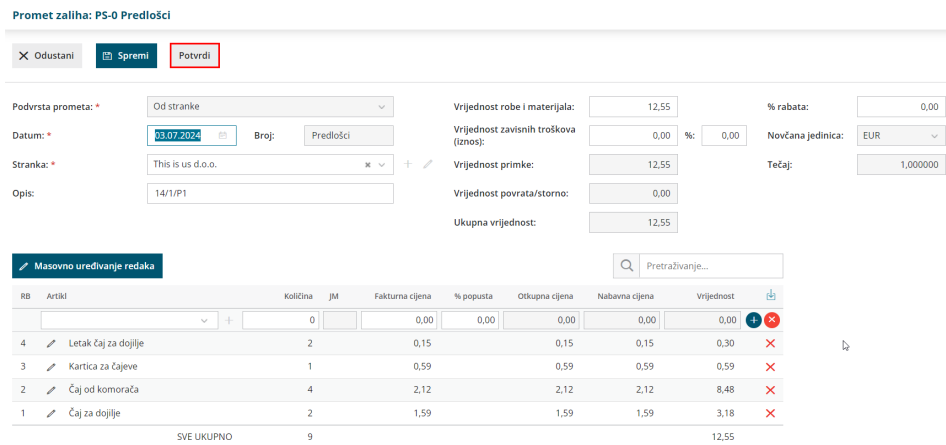 Promet zaliha: PS-0 Predlošci
Odustani Spremi Potvrdi
Podvrsta prometa: * Od stranke Vrijednost robe i materijala: 12,55 % rabata: 0,00
Datum: * 03.07.2024 Broj: Predlošci Vrijednost zavisnih troškova (iznos): 0,00 %: 0,00 Novčana jedinica: EUR
Stranka: * This is us d.o.o. Vrijednost primke: 12,55 Tečaj: 1,000000
Opis: 14/1/P1 Vrijednost povrata/storno: 0,00
Ukupna vrijednost: 12,55
Masovno uređivanje redaka Pretraživanje...
RB Artikl Količina JM Fakturna cijena % popusta Otkupna cijena Nabavna cijena Vrijednost
0 0,00 0,00 0,00 0,00 0,00
4 Letak čaj za dojilje 2 0,15 0,15 0,15 0,30
3 Kartica za čajeve 1 0,59 0,59 0,59 0,59
2 Čaj od komorača 4 2,12 2,12 2,12 8,48
1 Čaj za dojilje 2 1,59 1,59 1,59 3,18
SVE UKUPNO 9 12,55